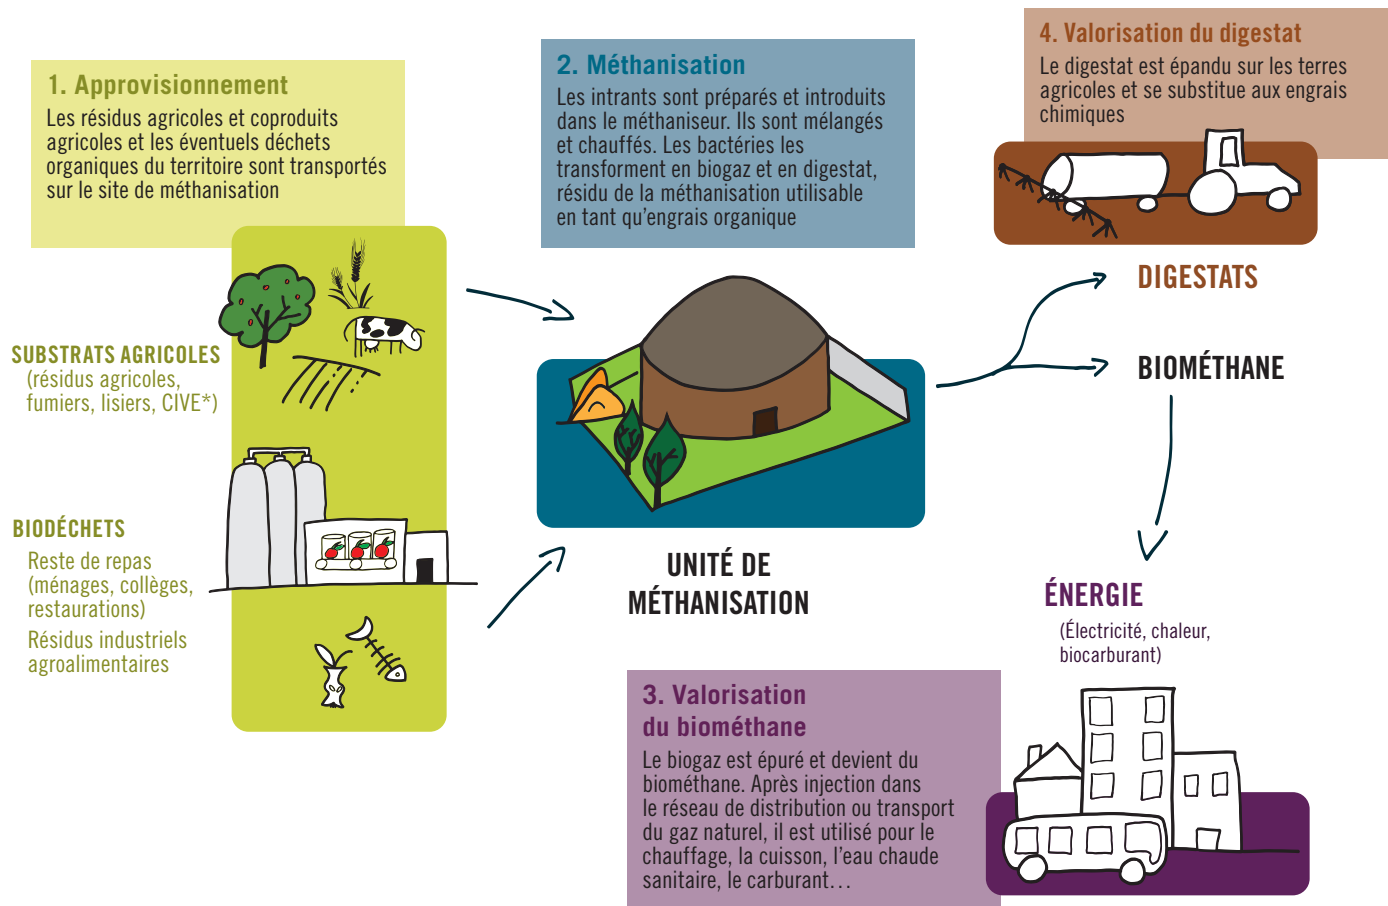 1. Approvisionnement
Les résidus agricoles et coproduits
agricoles et les éventuels déchets
organiques du territoire sont transportés
sur le site de méthanisation
SUBSTRATS AGRICOLES
(résidus agricoles,
fumiers, lisiers, CIVE*)
BIODÉCHETS
Reste de repas
(ménages, collèges,
restaurations)
Résidus industriels
agroalimentaires
2. Méthanisation
Les intrants sont préparés et introduits
dans le méthaniseur. Ils sont mélangés
et chauffés. Les bactéries les
transforment en biogaz et en digestat,
résidu de la méthanisation utilisable
en tant qu'engrais organique
UNITÉ DE
MÉTHANISATION
4. Valorisation du digestat
Le digestat est épandu sur les terres
agricoles et se substitue aux engrais
chimiques
DIGESTATS
BIOMÉTHANE
ÉNERGIE
(Électricité, chaleur,
biocarburant)
3. Valorisation
du biométhane
Le biogaz est épuré et devient du
biométhane. Après injection dans
le réseau de distribution ou transport
du gaz naturel, il est utilisé pour le
chauffage, la cuisson, l'eau chaude
sanitaire, le carburant…